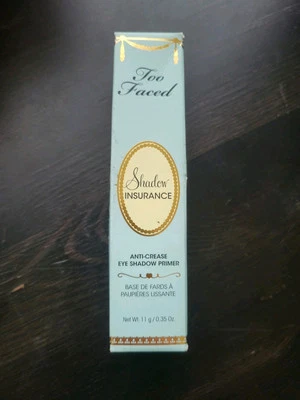 Too
Faced
Shadow
INSURANCE
ANTI-CREASE
EYE SHADOW PRIMER
BASE DE FARDS À
PAUPIÈRES LISSANTE
Net Wt. 11 g / 0.35 Oz.